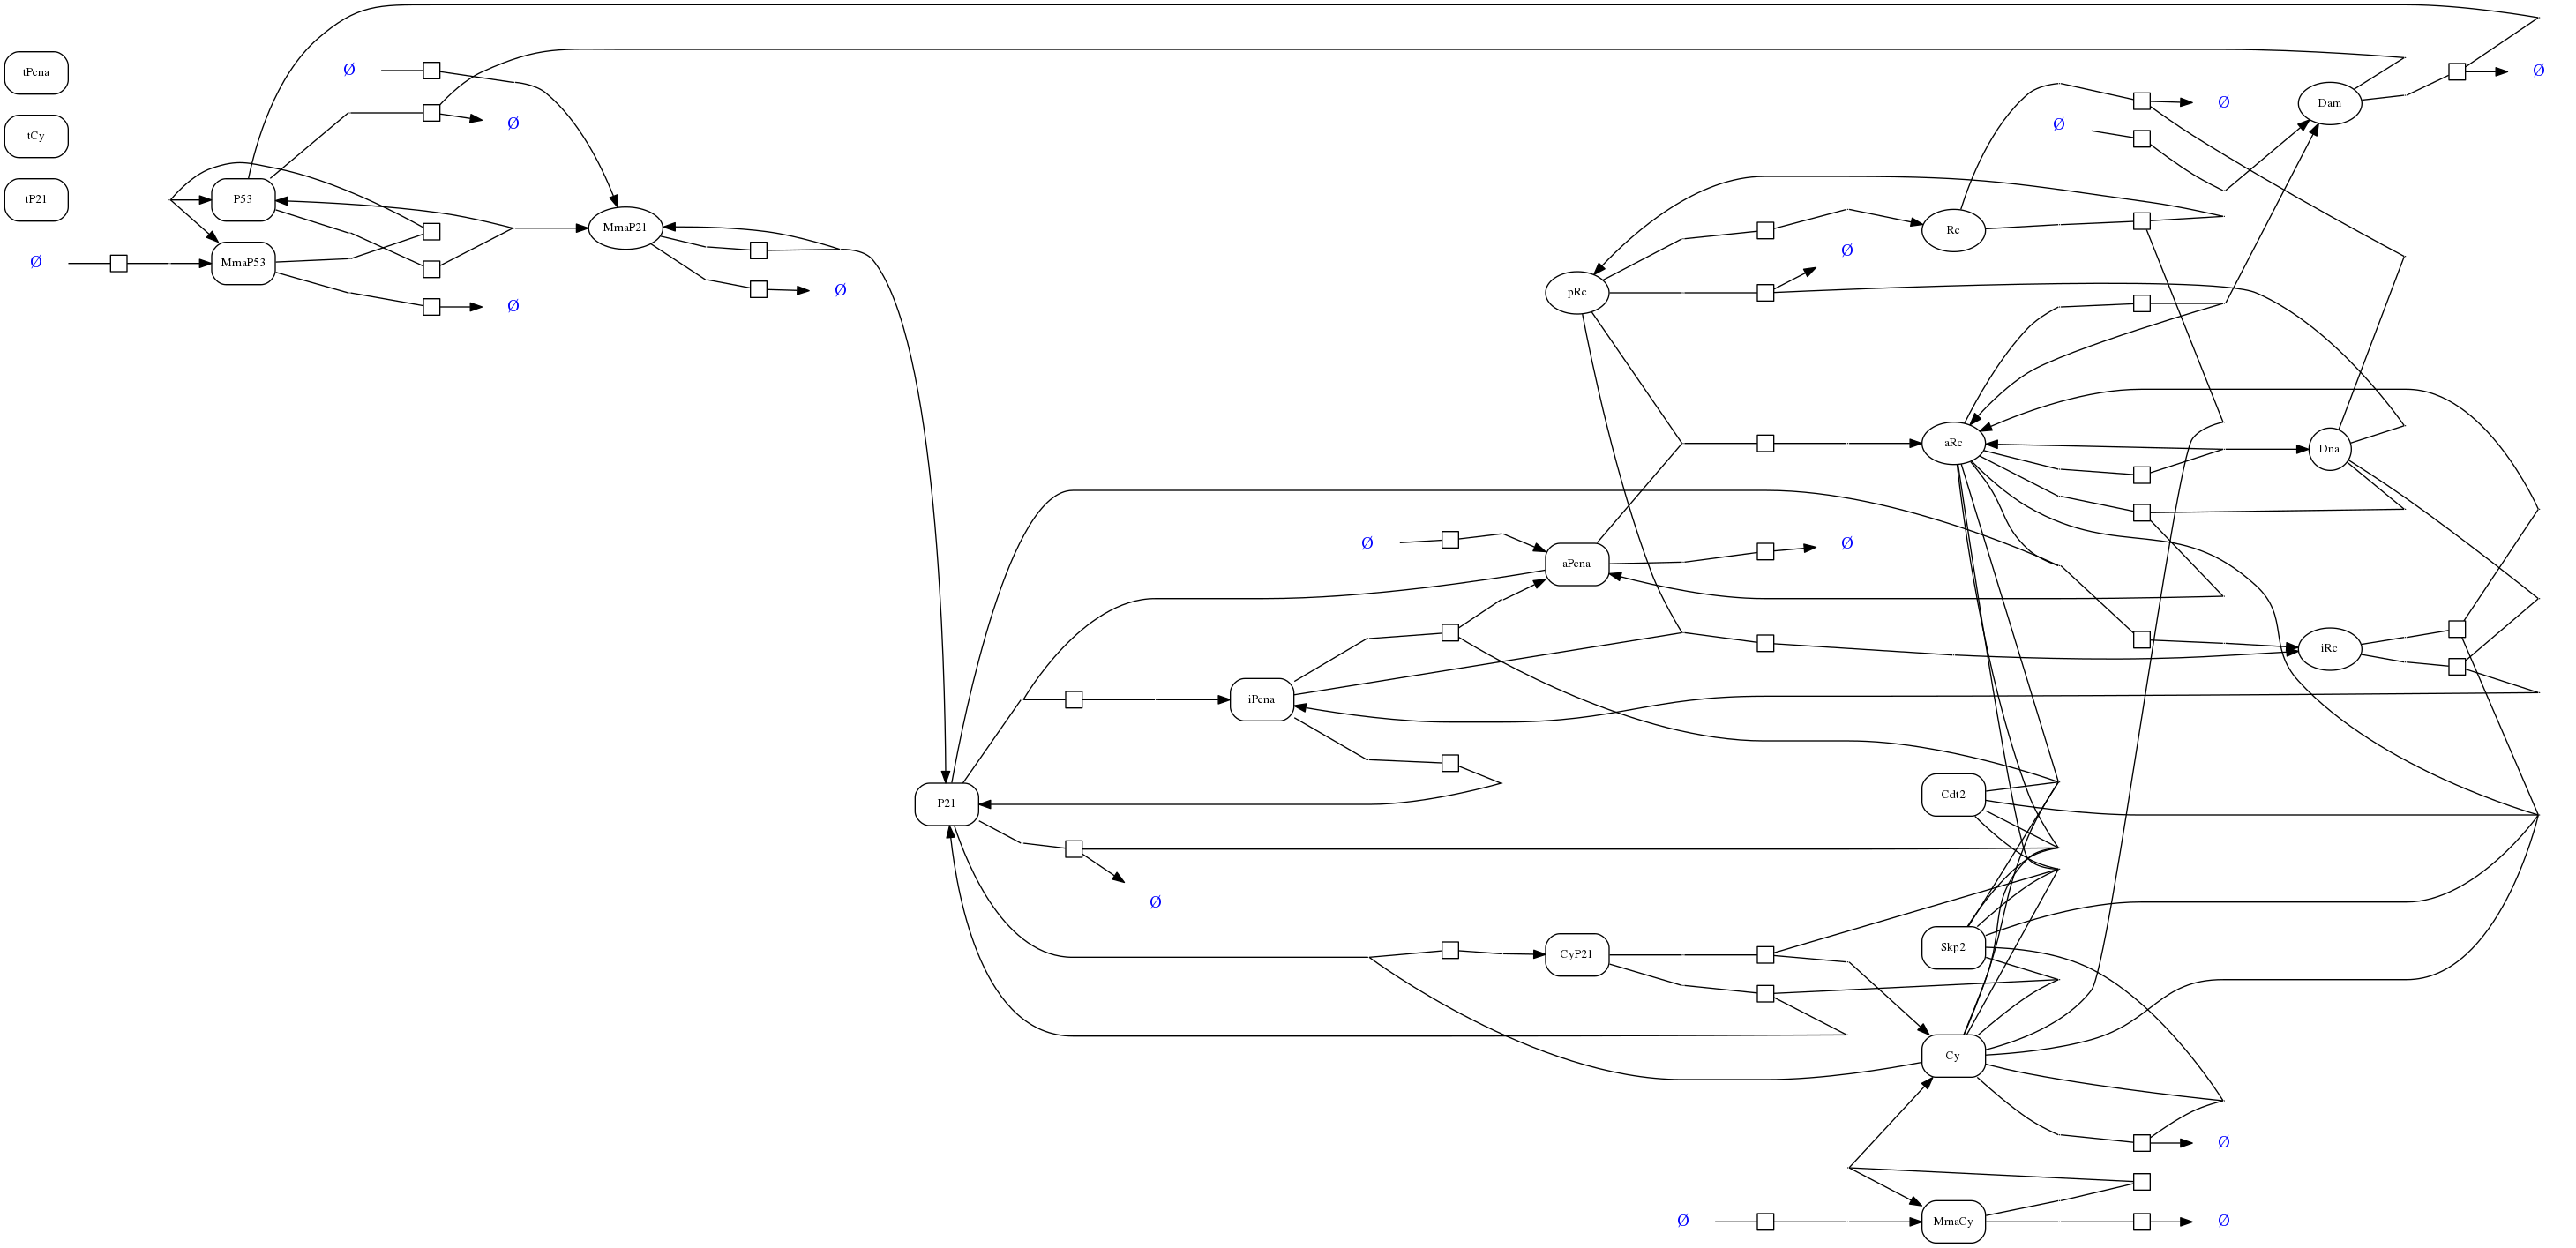 tPcna
tCy
tP21
Ø
Ø
P53
MmaP53
Ø
Ø
MmaP21
Ø
Ø
Ø
Ø
Dam
Ø
Rc
Ø
pRc
aRc
Dna
Ø
aPcna
Ø
iPcna
iRc
P21
Cdt2
Ø
CyP21
Skp2
Cy
Ø
Ø
MmaCy
Ø